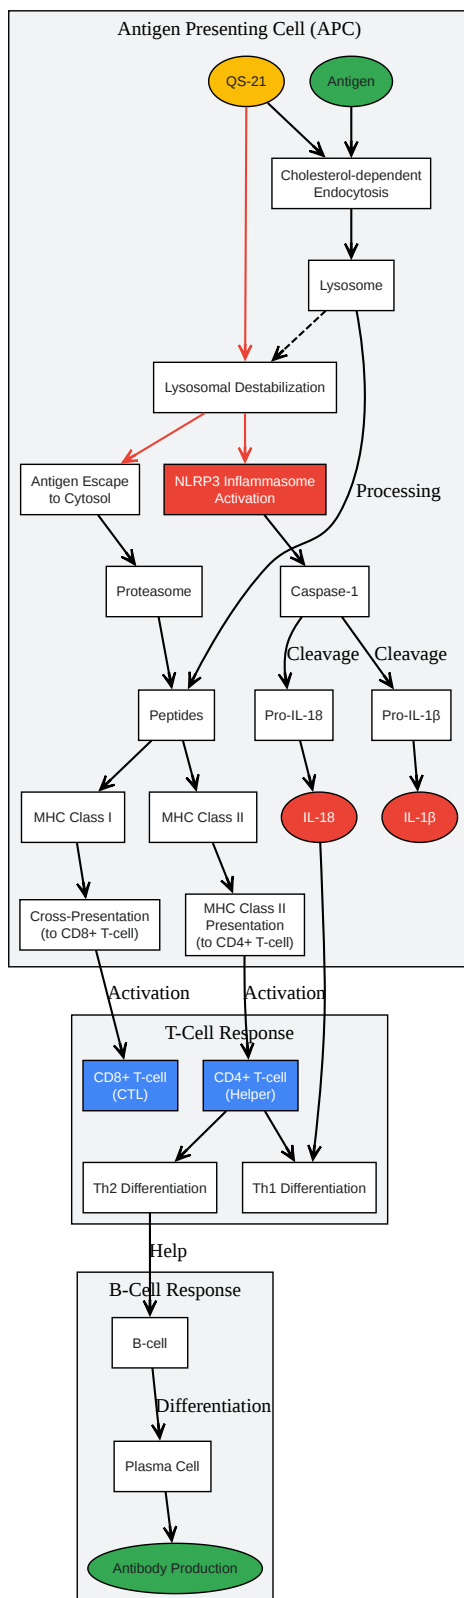 Antigen Presenting Cell (APC)
QS-21
Antigen
Cholesterol-dependent
Endocytosis
Lysosome
Lysosomal Destabilization
Antigen Escape
to Cytosol
NLRP3 Inflammasome
Activation
Processing
Proteasome
Caspase-1
Cleavage
Cleavage
Peptides
Pro-IL-18
Pro-IL-1β
MHC Class I
MHC Class II
IL-18
IL-1β
Cross-Presentation
(to CD8+ T-cell)
MHC Class II
Presentation
(to CD4+ T-cell)
Activation
Activation
T-Cell Response
CD8+ T-cell
(CTL)
CD4+ T-cell
(Helper)
Th2 Differentiation
Th1 Differentiation
Help
B-Cell Response
B-cell
Differentiation
Plasma Cell
Antibody Production